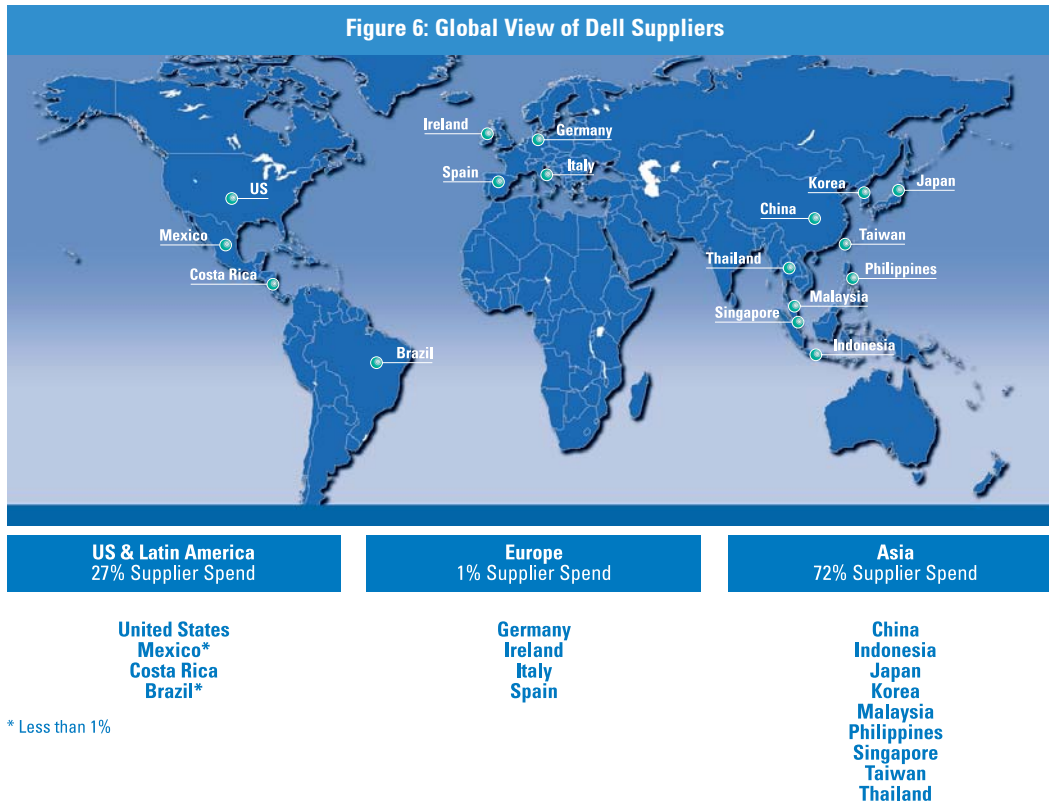 Figure 6: Global View of Dell Suppliers
Ireland
Germany
Spain
Italy
US
Korea
Japan
China
Mexico
Taiwan
Thailand
Costa Rica
Philippines
Malaysia
Singapore
Indonesia
Brazil
US & Latin America
27% Supplier Spend
United States
Mexico*
Costa Rica
Brazil*
* Less than 1%
Europe
1% Supplier Spend
Germany
Ireland
Italy
Spain
Asia
72% Supplier Spend
China
Indonesia
Japan
Korea
Malaysia
Philippines
Singapore
Taiwan
Thailand